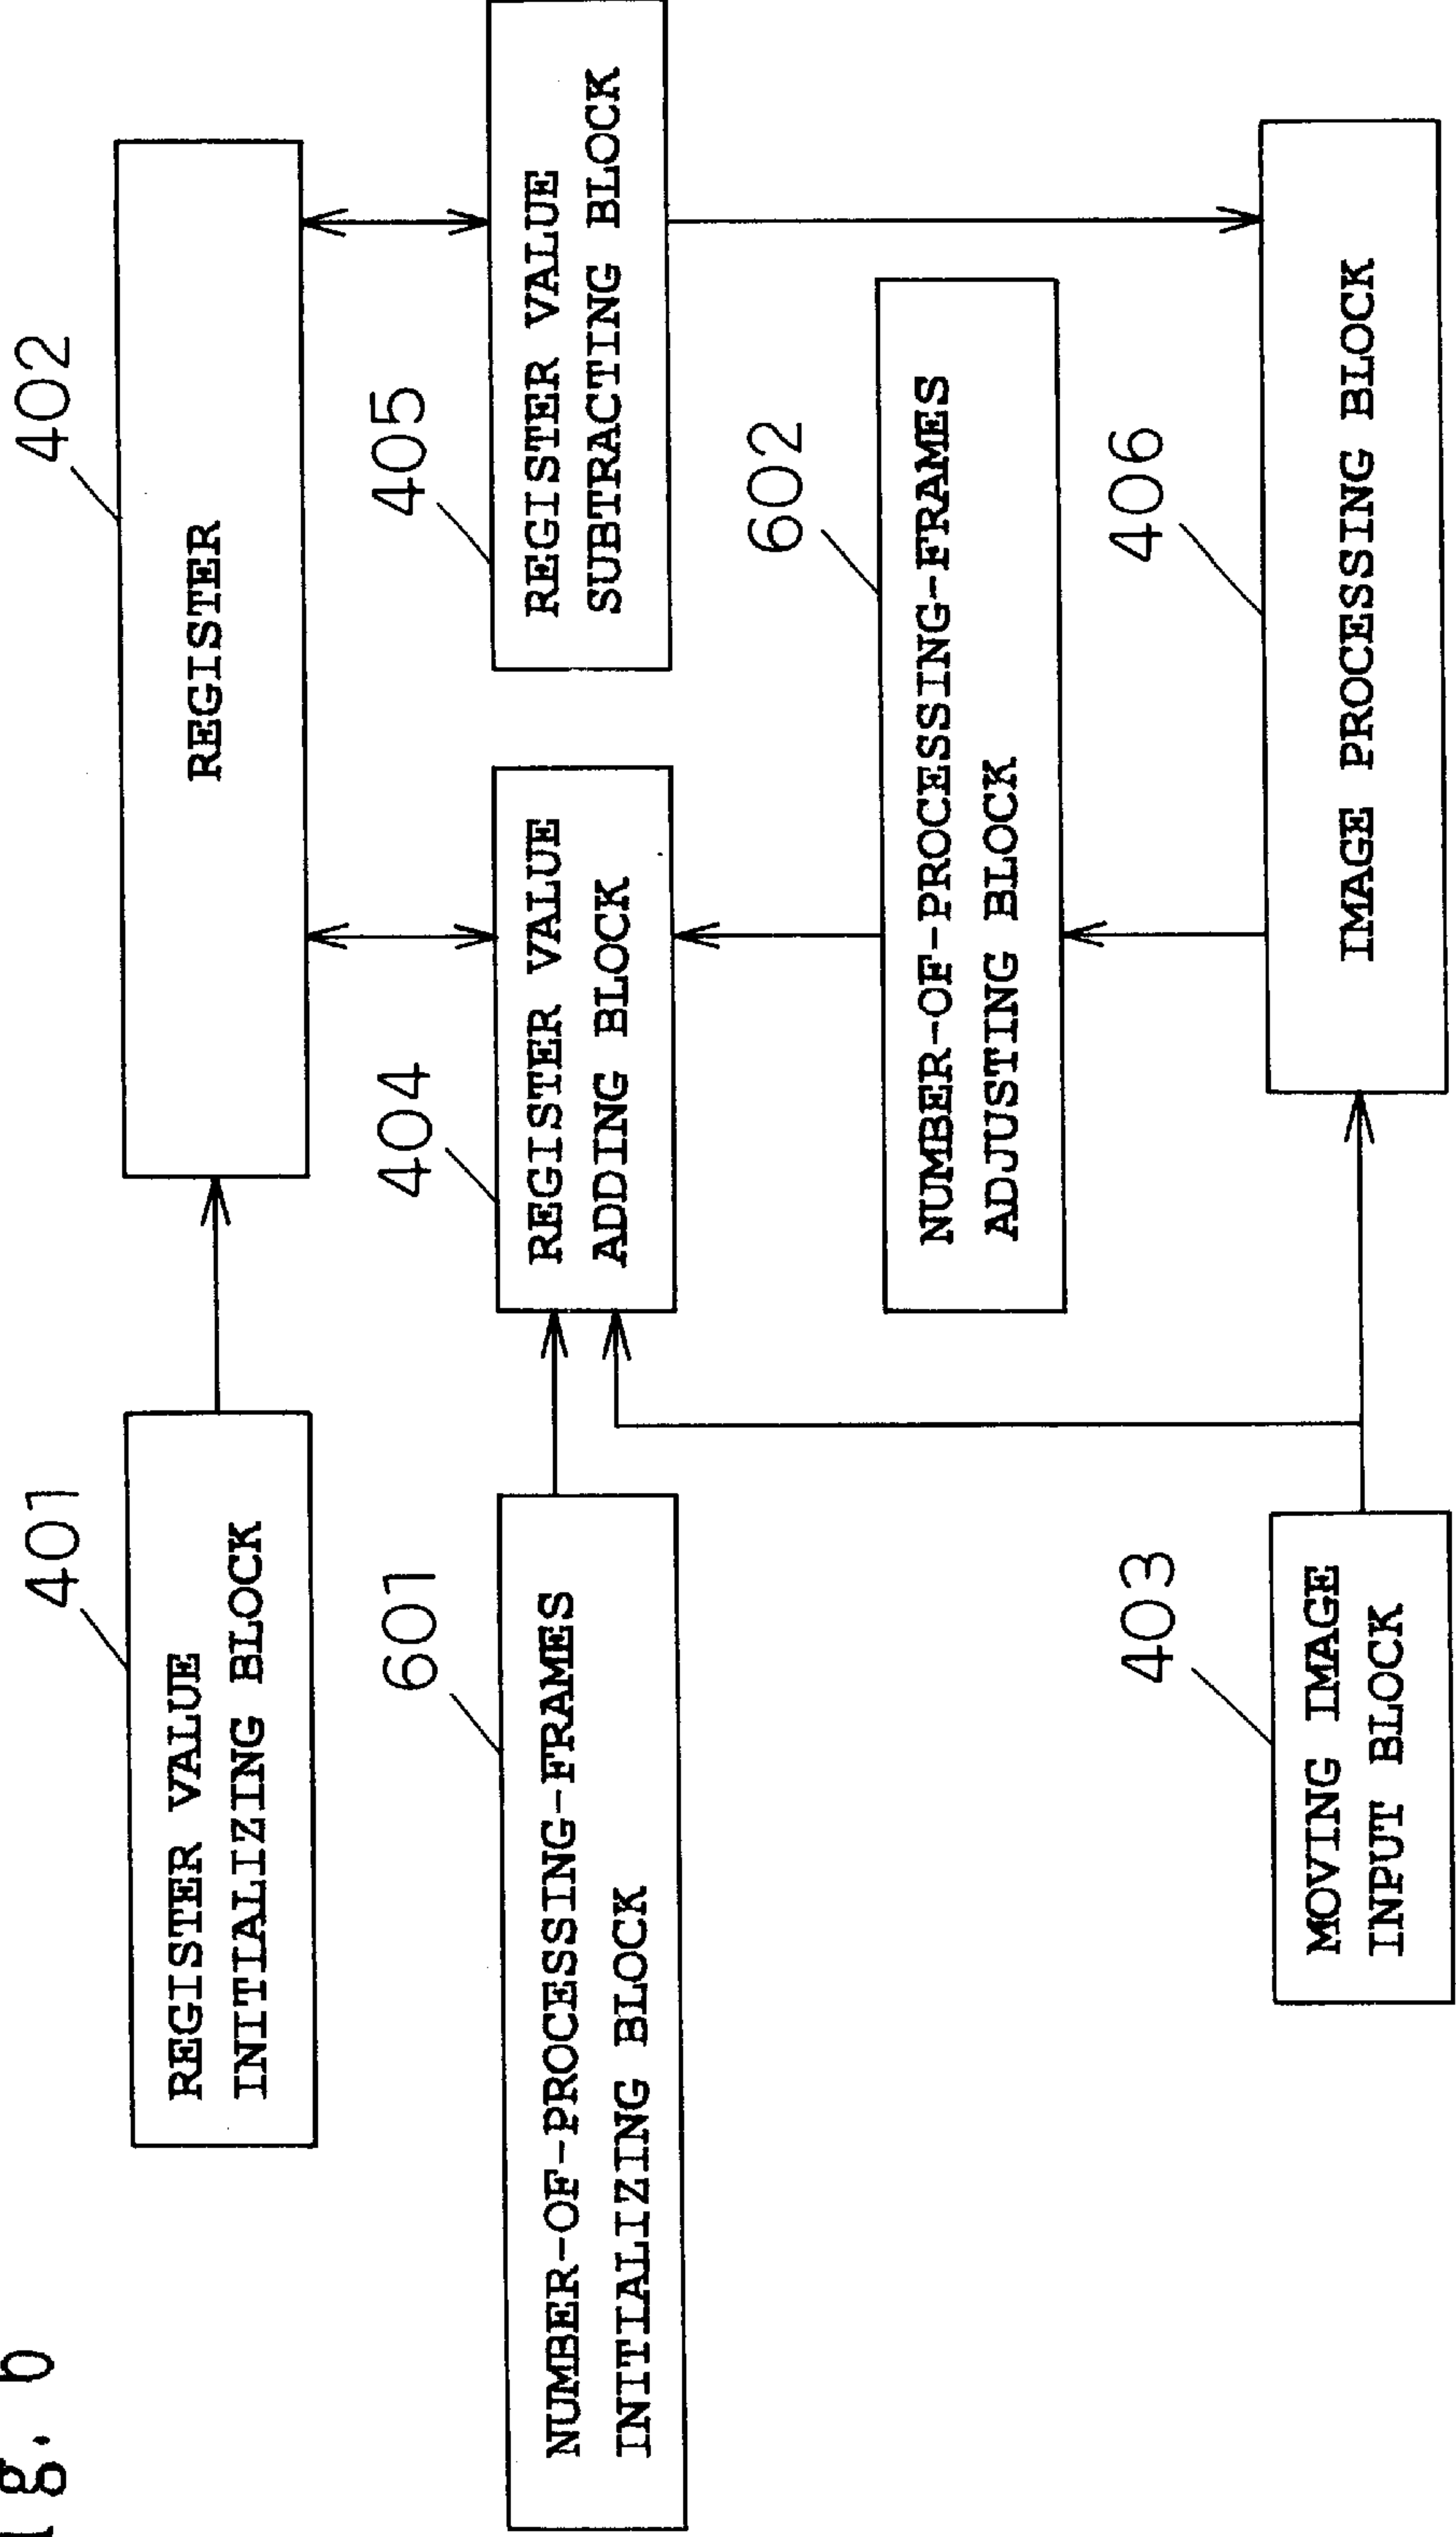 402
REGISTER
401
REGISTER VALUE
INITIALIZING BLOCK
405
REGISTER VALUE
SUBTRACTING BLOCK
404
REGISTER VALUE
ADDING BLOCK
601
NUMBER-OF-PROCESSING-FRAMES
INITIALIZING BLOCK
602
NUMBER-OF-PROCESSING-FRAMES
ADJUSTING BLOCK
406
IMAGE PROCESSING BLOCK
403
MOVING IMAGE
INPUT BLOCK